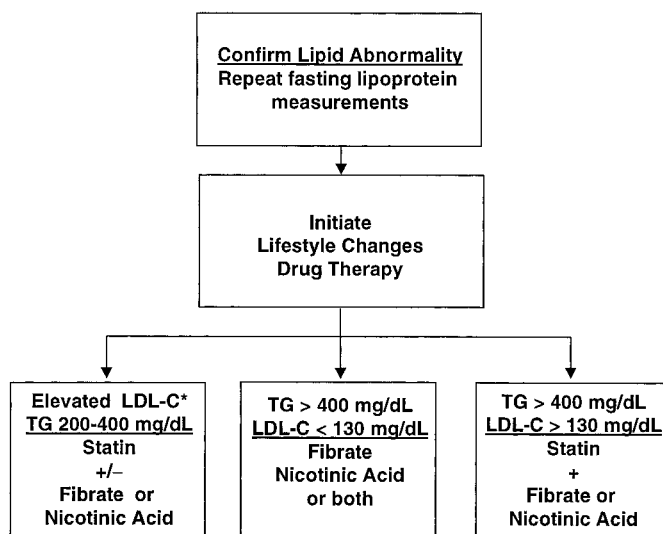 Confirm Lipid Abnormality
Repeat fasting lipoprotein
measurements
Initiate
Lifestyle Changes
Drug Therapy
Elevated LDL-C*
TG 200-400 mg/dL
Statin
+/–
Fibrate or
Nicotinic Acid
TG > 400 mg/dL
LDL-C < 130 mg/dL
Fibrate
Nicotinic Acid
or both
TG > 400 mg/dL
LDL-C > 130 mg/dL
Statin
+
Fibrate or
Nicotinic Acid